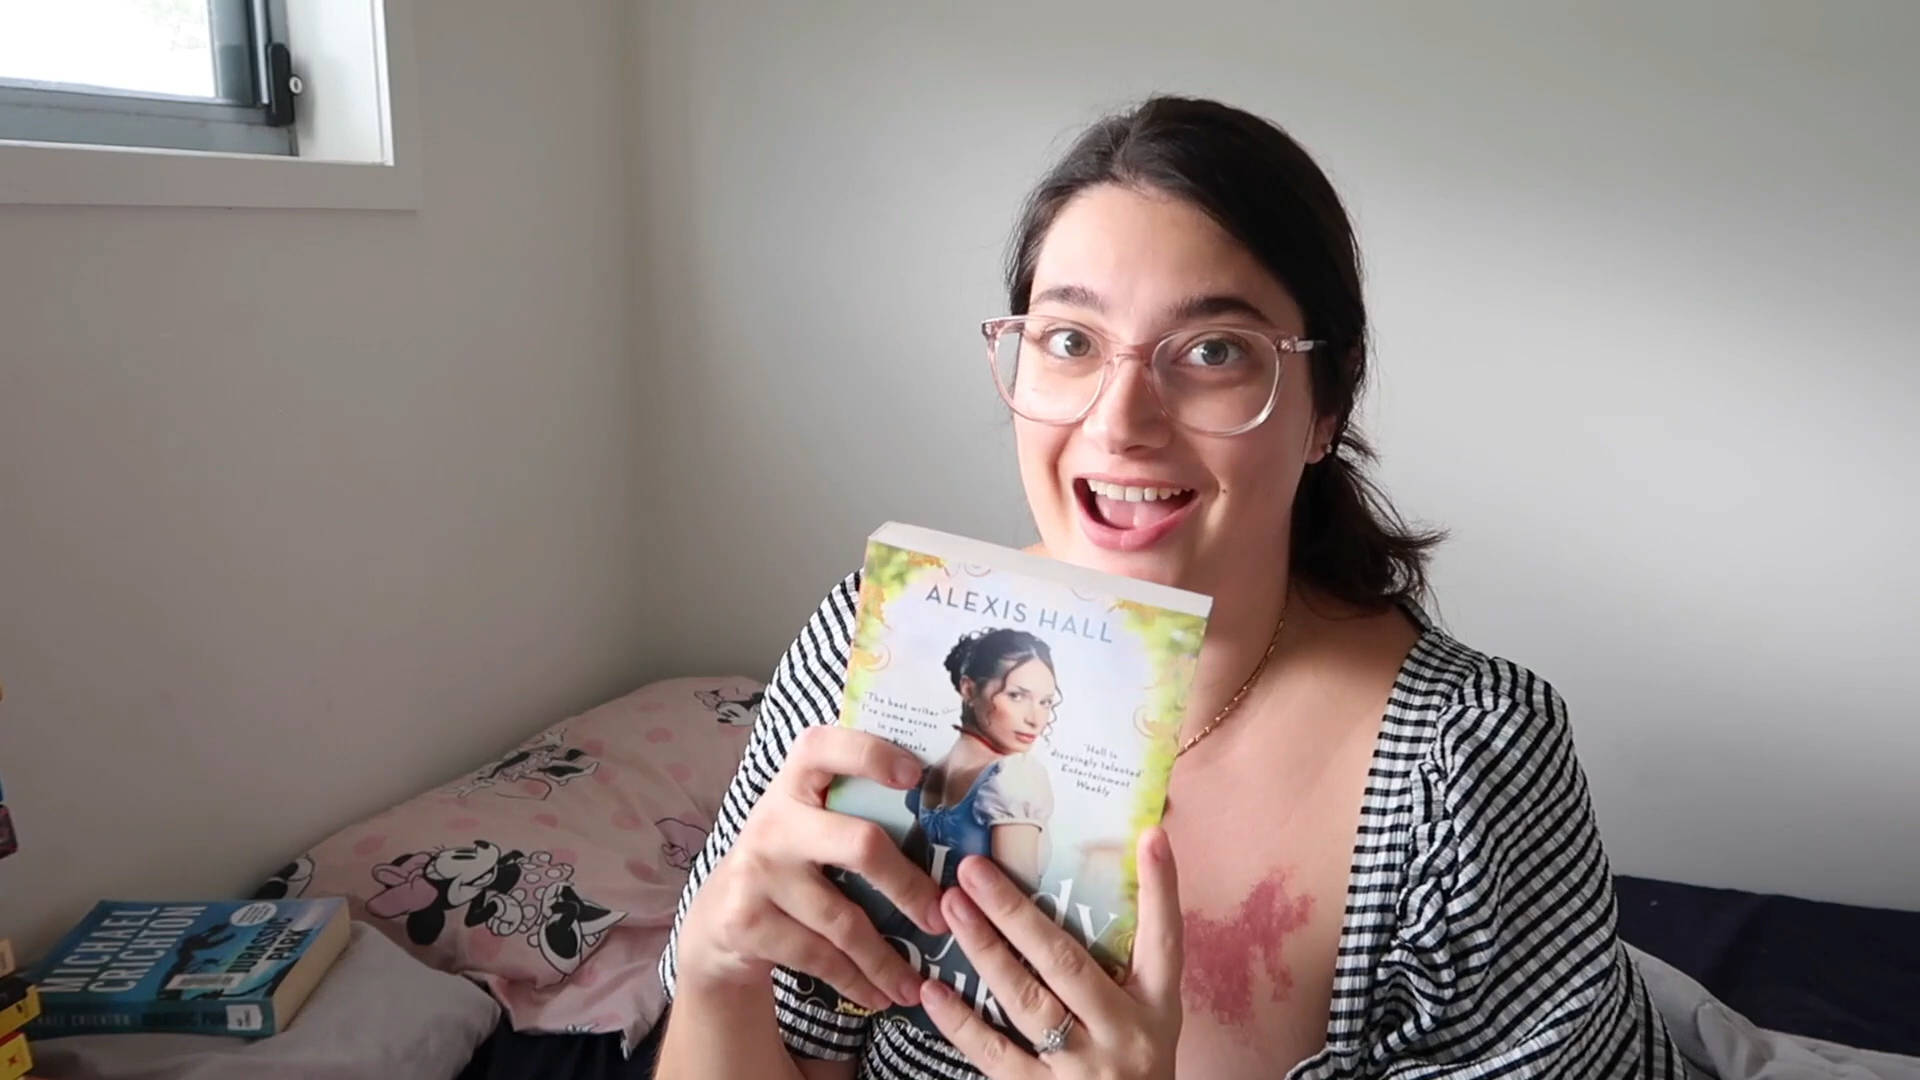 ALEXIS HALL
'The best writer
I've come across
in years'
Kinsale
'Hall is
dizzyingly talented'
Entertainment
Weekly
MICHAEL
CRICHTON
JURASSIC
PARK